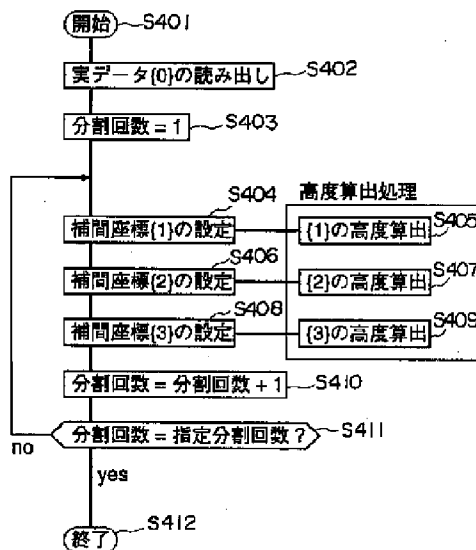 開始 S401
実データ{0}の読み出し S402
分割回数=1 S403
高度算出処理
補間座標{1}の設定 S404
{1}の高度算出 S405
補間座標{2}の設定 S406
{2}の高度算出 S407
補間座標{3}の設定 S408
{3}の高度算出 S409
分割回数=分割回数+1 S410
分割回数=指定分割回数? S411
no
yes
終了 S412